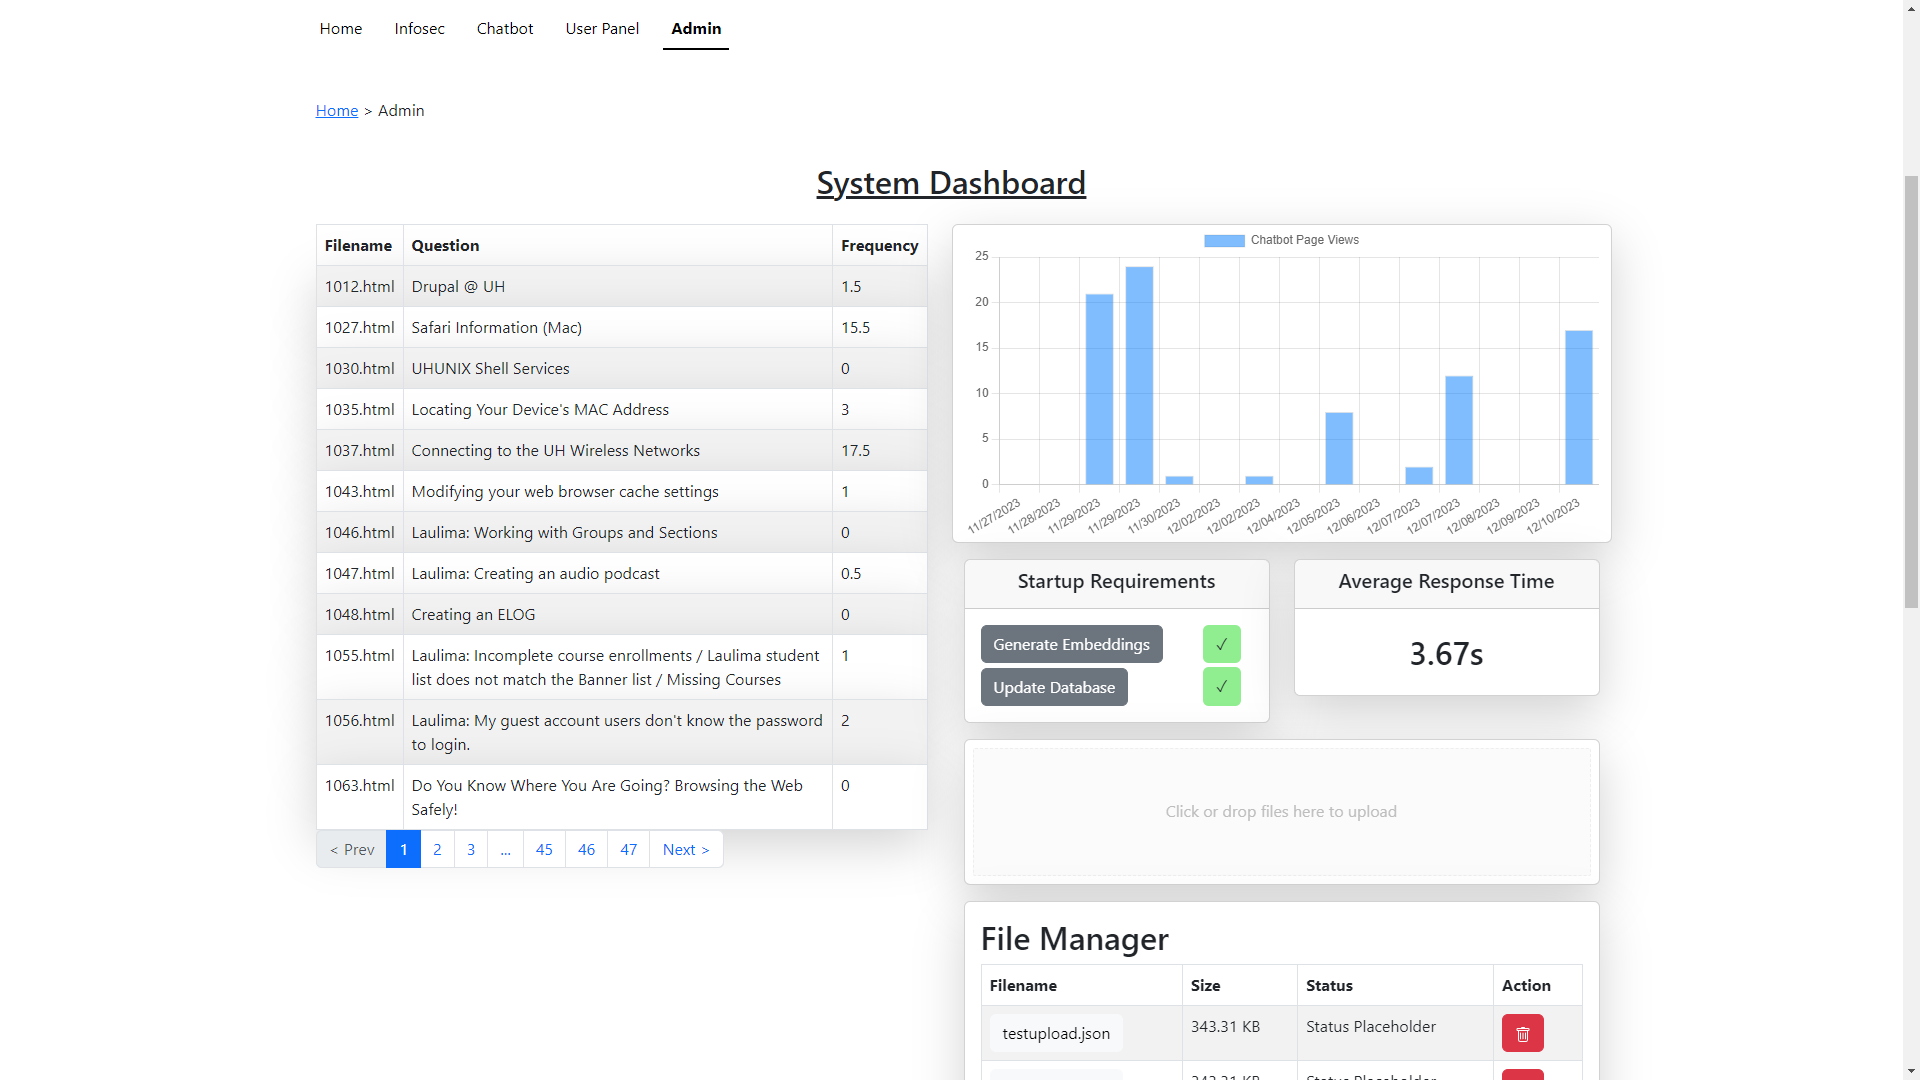 Home Infosec Chatbot User Panel Admin
Home > Admin
System Dashboard
Filename Question Frequency
1012.html Drupal @ UH 1.5
1027.html Safari Information (Mac) 15.5
1030.html UHUNIX Shell Services 0
1035.html Locating Your Device's MAC Address 3
1037.html Connecting to the UH Wireless Networks 17.5
1043.html Modifying your web browser cache settings 1
1046.html Laulima: Working with Groups and Sections 0
1047.html Laulima: Creating an audio podcast 0.5
1048.html Creating an ELOG 0
1055.html Laulima: Incomplete course enrollments / Laulima student 1
list does not match the Banner list / Missing Courses
1056.html Laulima: My guest account users don't know the password 2
to login.
1063.html Do You Know Where You Are Going? Browsing the Web 0
Safely!
< Prev 1 2 3 ... 45 46 47 Next >
Chatbot Page Views
25
20
15
10
5
0
11/27/2023 11/28/2023 11/29/2023 11/29/2023 11/30/2023 12/02/2023 12/02/2023 12/04/2023 12/05/2023 12/06/2023 12/07/2023 12/07/2023 12/08/2023 12/09/2023 12/10/2023
Startup Requirements
Generate Embeddings ✓
Update Database ✓
Average Response Time
3.67s
Click or drop files here to upload
File Manager
Filename Size Status Action
testupload.json 343.31 KB Status Placeholder
343.31 KB Status Placeholder